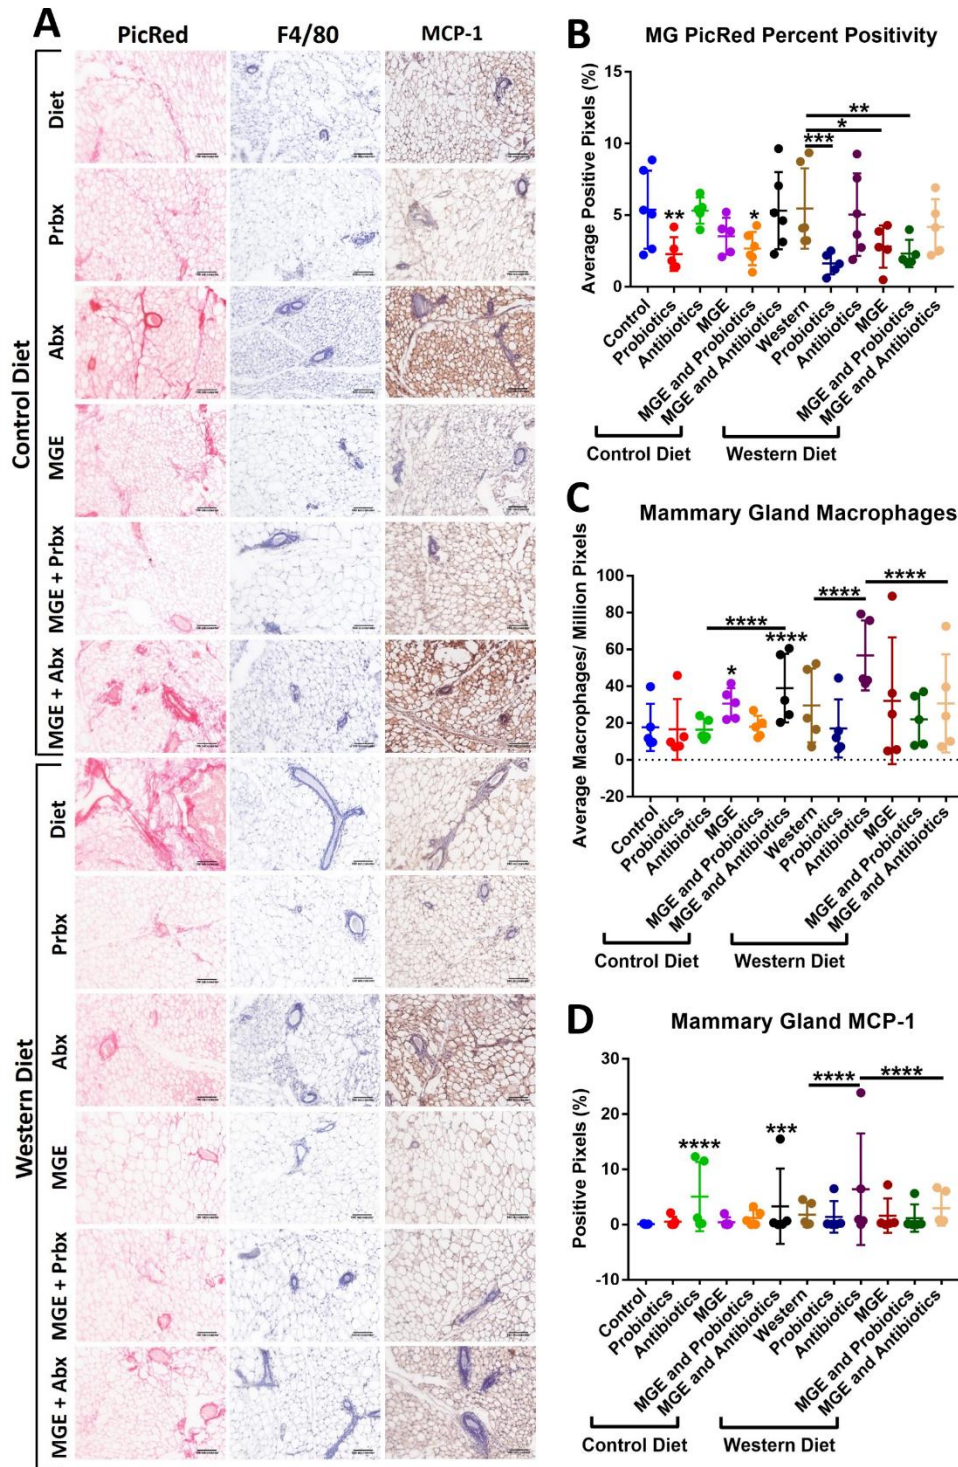 A
PicRed F4/80 MCP-1
Control Diet
Diet
Prbx
Abx
MGE
MGE + Prbx
MGE + Abx
Western Diet
Diet
Prbx
Abx
MGE
MGE + Prbx
MGE + Abx
B
MG PicRed Percent Positivity
Average Positive Pixels (%)
15
10
5
0
** * *** ** *
Control
Probiotics
Antibiotics
MGE
MGE and Probiotics
MGE and Antibiotics
Western
Probiotics
Antibiotics
MGE
MGE and Probiotics
MGE and Antibiotics
Control Diet Western Diet
C
Mammary Gland Macrophages
Average Macrophages/ Million Pixels
100
80
60
40
20
0
-20
* **** **** **** ****
Control
Probiotics
Antibiotics
MGE
MGE and Probiotics
MGE and Antibiotics
Western
Probiotics
Antibiotics
MGE
MGE and Probiotics
MGE and Antibiotics
Control Diet Western Diet
D
Mammary Gland MCP-1
Positive Pixels (%)
30
20
10
0
-10
**** *** **** ****
Control
Probiotics
Antibiotics
MGE
MGE and Probiotics
MGE and Antibiotics
Western
Probiotics
Antibiotics
MGE
MGE and Probiotics
MGE and Antibiotics
Control Diet Western Diet